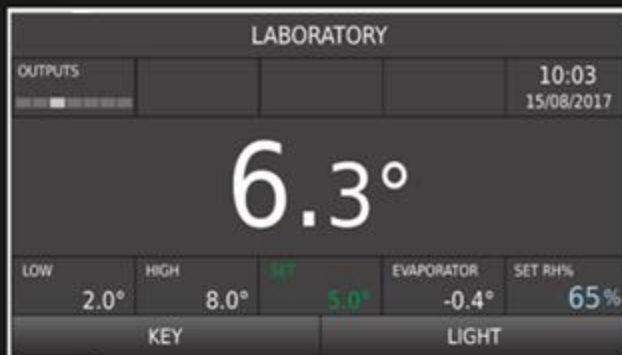 LABORATORY
OUTPUTS
10:03
15/08/2017
6.3°
LOW HIGH SET EVAPORATOR SET RH%
2.0° 8.0° 5.0° -0.4° 65%
KEY LIGHT